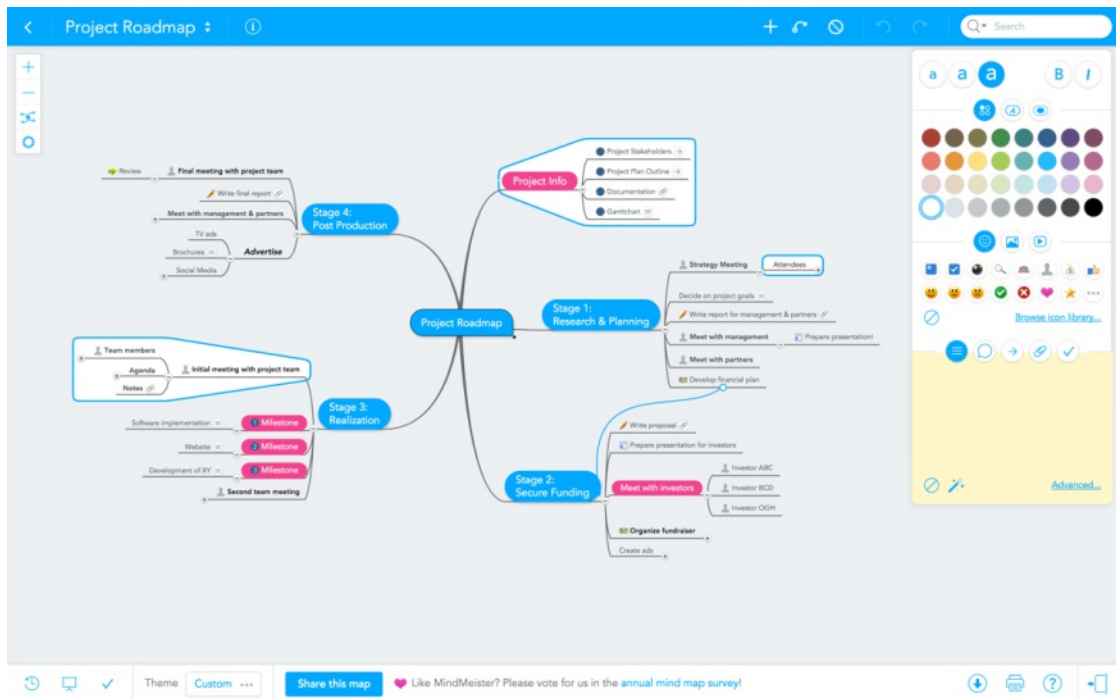 Project Roadmap
Search
a a a B I
Review
Final meeting with project team
Write final report
Meet with management & partners
TV ads
Brochures
Advertise
Social Media
Stage 4:
Post Production
Project Info
Project Stakeholders
Project Plan Outline
Documentation
Ganttchart
Project Roadmap
Stage 1:
Research & Planning
Strategy Meeting
Attendees
Decide on project goals
Write report for management & partners
Meet with management
Prepare presentation!
Meet with partners
Develop financial plan
Team members
Agenda
Notes
Initial meeting with project team
Stage 3:
Realization
Software implementation
1 Milestone
Website
2 Milestone
Development of XY
3 Milestone
Second team meeting
Stage 2:
Secure Funding
Write proposal
Prepare presentation for investors
Meet with investors
Investor ABC
Investor BCD
Investor OGH
Organize fundraiser
Create ads
Browse icon library...
Advanced...
Theme
Custom
Share this map
Like MindMeister? Please vote for us in the annual mind map survey!